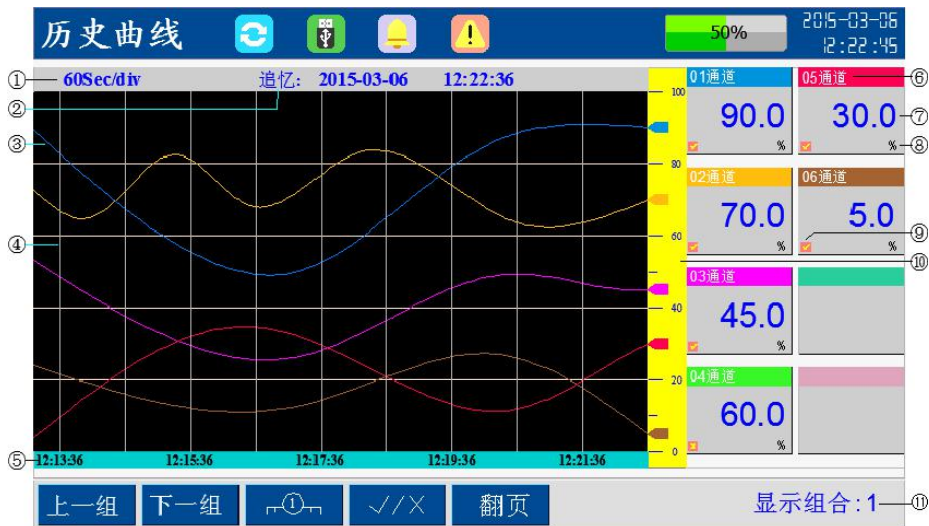 历史曲线
50%
2015-03-06
12:22:45
① 60Sec/div 追忆: 2015-03-06 12:22:36
②
③
④
⑤
100
80
60
40
20
0
01通道
90.0
%
05通道 ⑥
30.0 ⑦
% ⑧
02通道
70.0
%
06通道
5.0
⑨
%
⑩
03通道
45.0
%
04通道
60.0
%
12:13:36 12:15:36 12:17:36 12:19:36 12:21:36
上一组 下一组 ① √//X 翻页 显示组合:1 ⑪